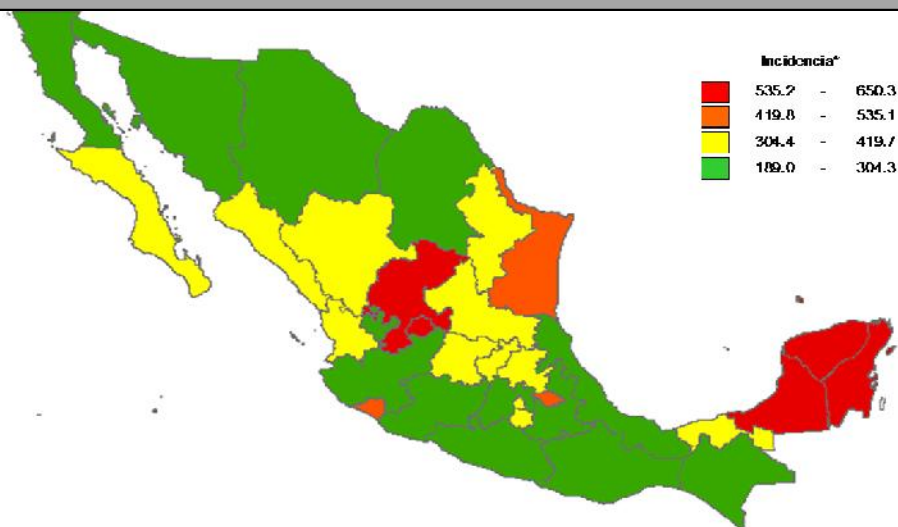 Incidencia*
535.2 - 650.3
419.8 - 535.1
304.4 - 419.7
189.0 - 304.3